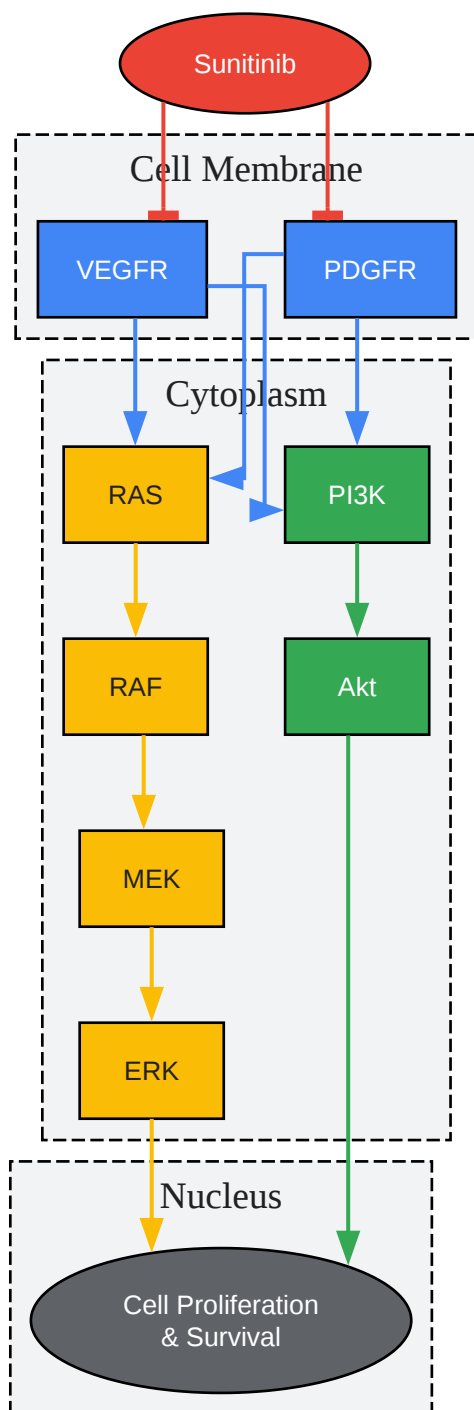 Sunitinib
Cell Membrane
VEGFR
PDGFR
Cytoplasm
RAS
PI3K
RAF
Akt
MEK
ERK
Nucleus
Cell Proliferation
& Survival